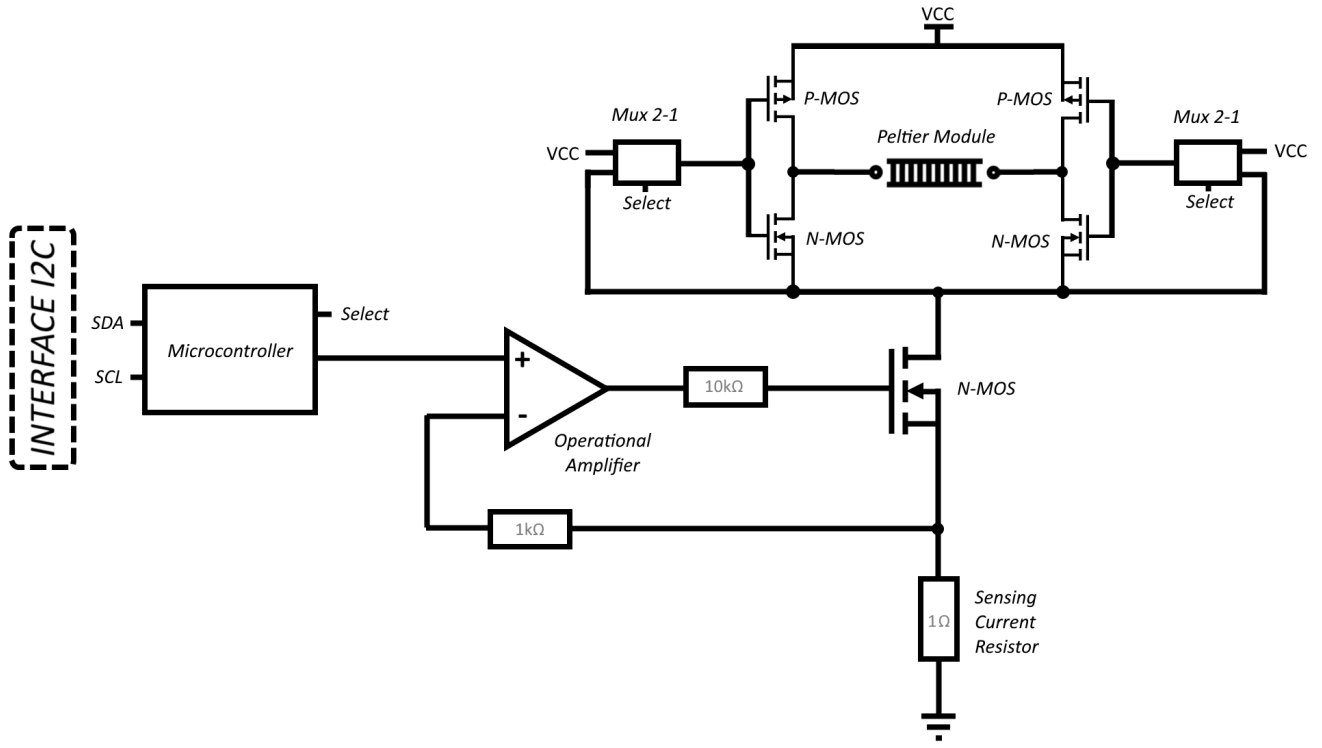 VCC
P-MOS
P-MOS
Mux 2-1
Mux 2-1
Peltier Module
VCC
VCC
Select
Select
N-MOS
N-MOS
INTERFACE I2C
SDA
SCL
Microcontroller
Select
+
-
Operational
Amplifier
10kΩ
N-MOS
1kΩ
1Ω
Sensing
Current
Resistor